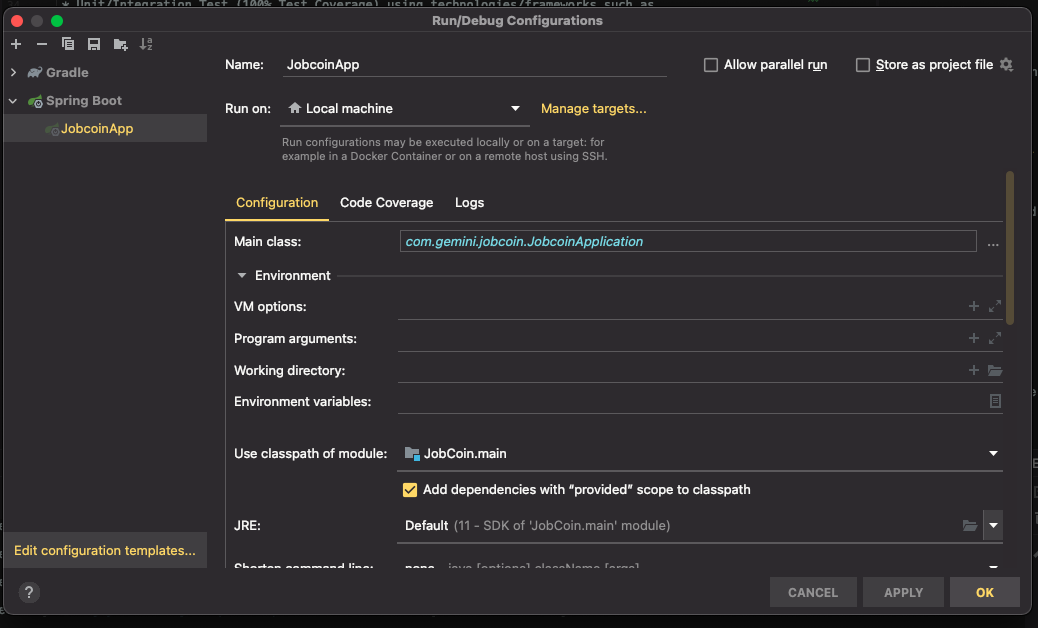 * Unit/Integration Test (100% Test Coverage) using technologies/frameworks such as
Run/Debug Configurations
Gradle
Spring Boot
JobcoinApp
Edit configuration templates...
Name: JobcoinApp
Allow parallel run
Store as project file
Run on: Local machine
Manage targets...
Run configurations may be executed locally or on a target: for
example in a Docker Container or on a remote host using SSH.
Configuration Code Coverage Logs
Main class: com.gemini.jobcoin.JobcoinApplication ...
Environment
VM options:
Program arguments:
Working directory:
Environment variables:
Use classpath of module: JobCoin.main
Add dependencies with “provided” scope to classpath
JRE: Default (11 - SDK of 'JobCoin.main' module)
Shorten command line: none - java [options] className [args]
? CANCEL APPLY OK